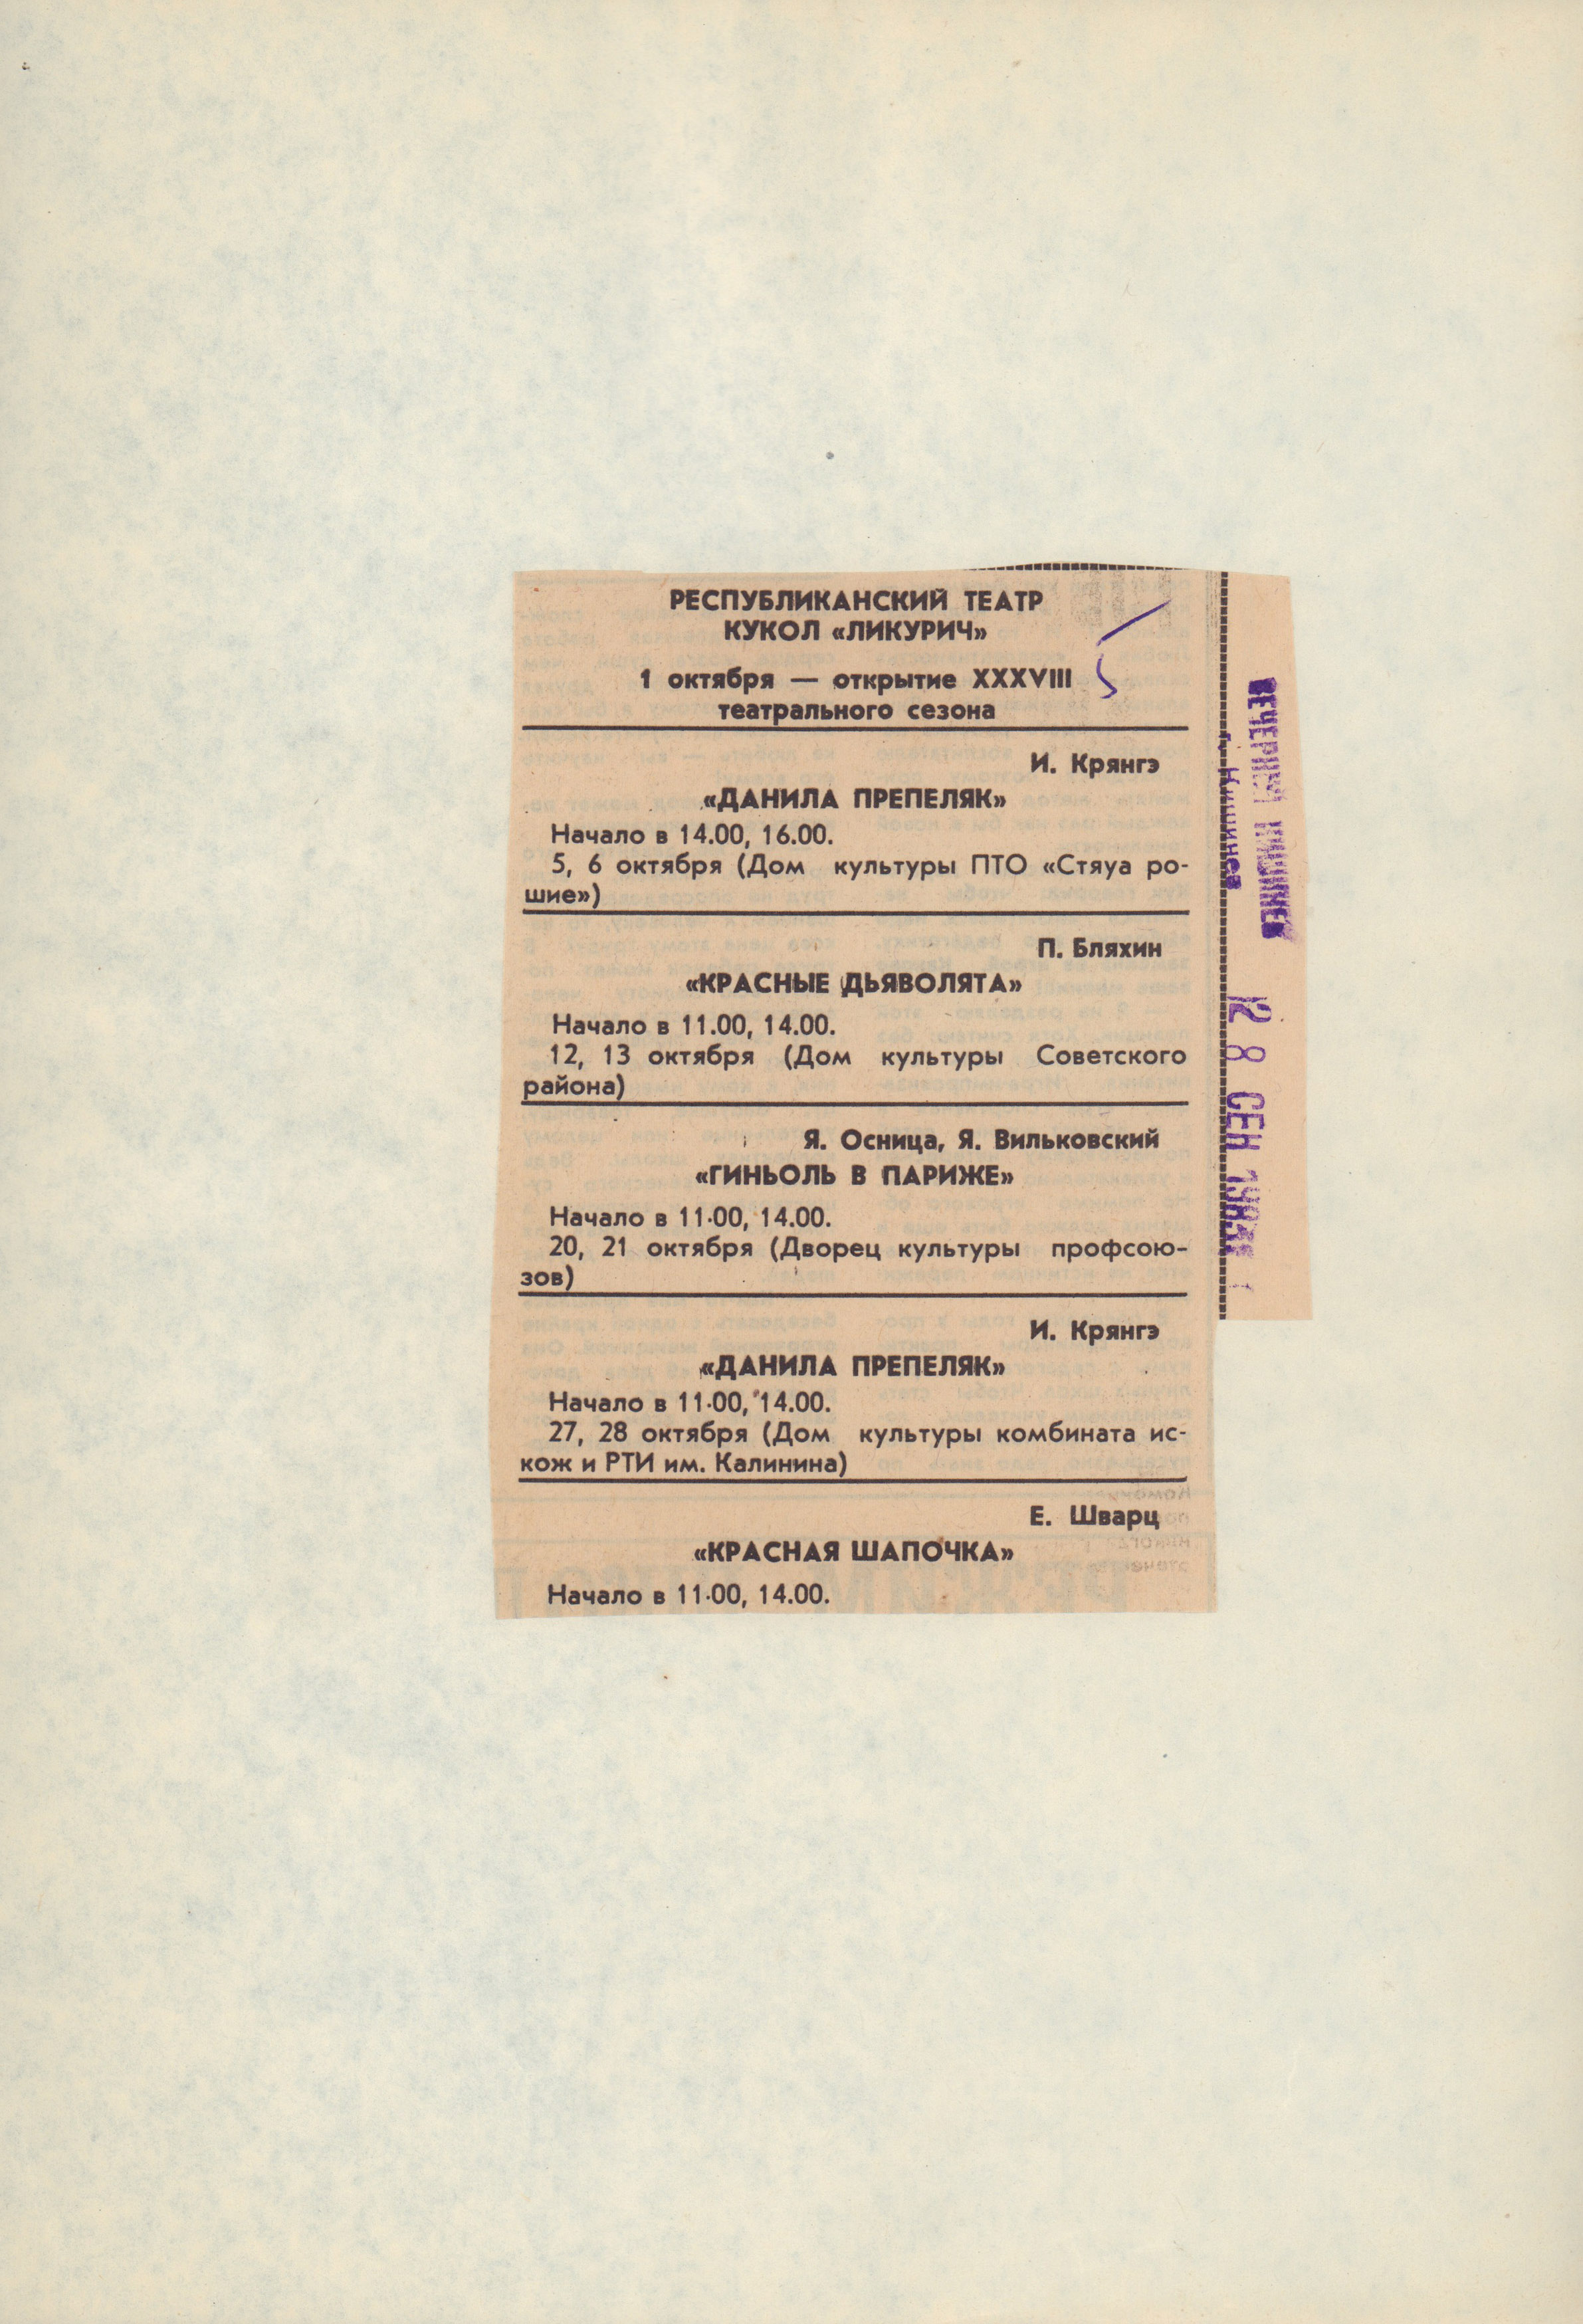 РЕСПУБЛИКАНСКИЙ ТЕАТР
КУКОЛ «ЛИКУРИЧ»
1 октября — открытие XXXVIII
театрального сезона
И. Крянгэ
«ДАНИЛА ПРЕПЕЛЯК»
Начало в 14.00, 16.00.
5, 6 октября (Дом культуры ПТО «Стяуа ро-
шие»)
П. Бляхин
«КРАСНЫЕ ДЬЯВОЛЯТА»
Начало в 11.00, 14.00.
12, 13 октября (Дом культуры Советского
района)
Я. Осница, Я. Вильковский
«ГИНЬОЛЬ В ПАРИЖЕ»
Начало в 11·00, 14.00.
20, 21 октября (Дворец культуры профсою-
зов)
И. Крянгэ
«ДАНИЛА ПРЕПЕЛЯК»
Начало в 11·00, 14.00.
27, 28 октября (Дом культуры комбината ис-
кож и РТИ им. Калинина)
Е. Шварц
«КРАСНАЯ ШАПОЧКА»
Начало в 11·00, 14.00.
ВЕЧЕРНИЙ КИШИНЕВ
г. Кишинев
2 8 СЕН